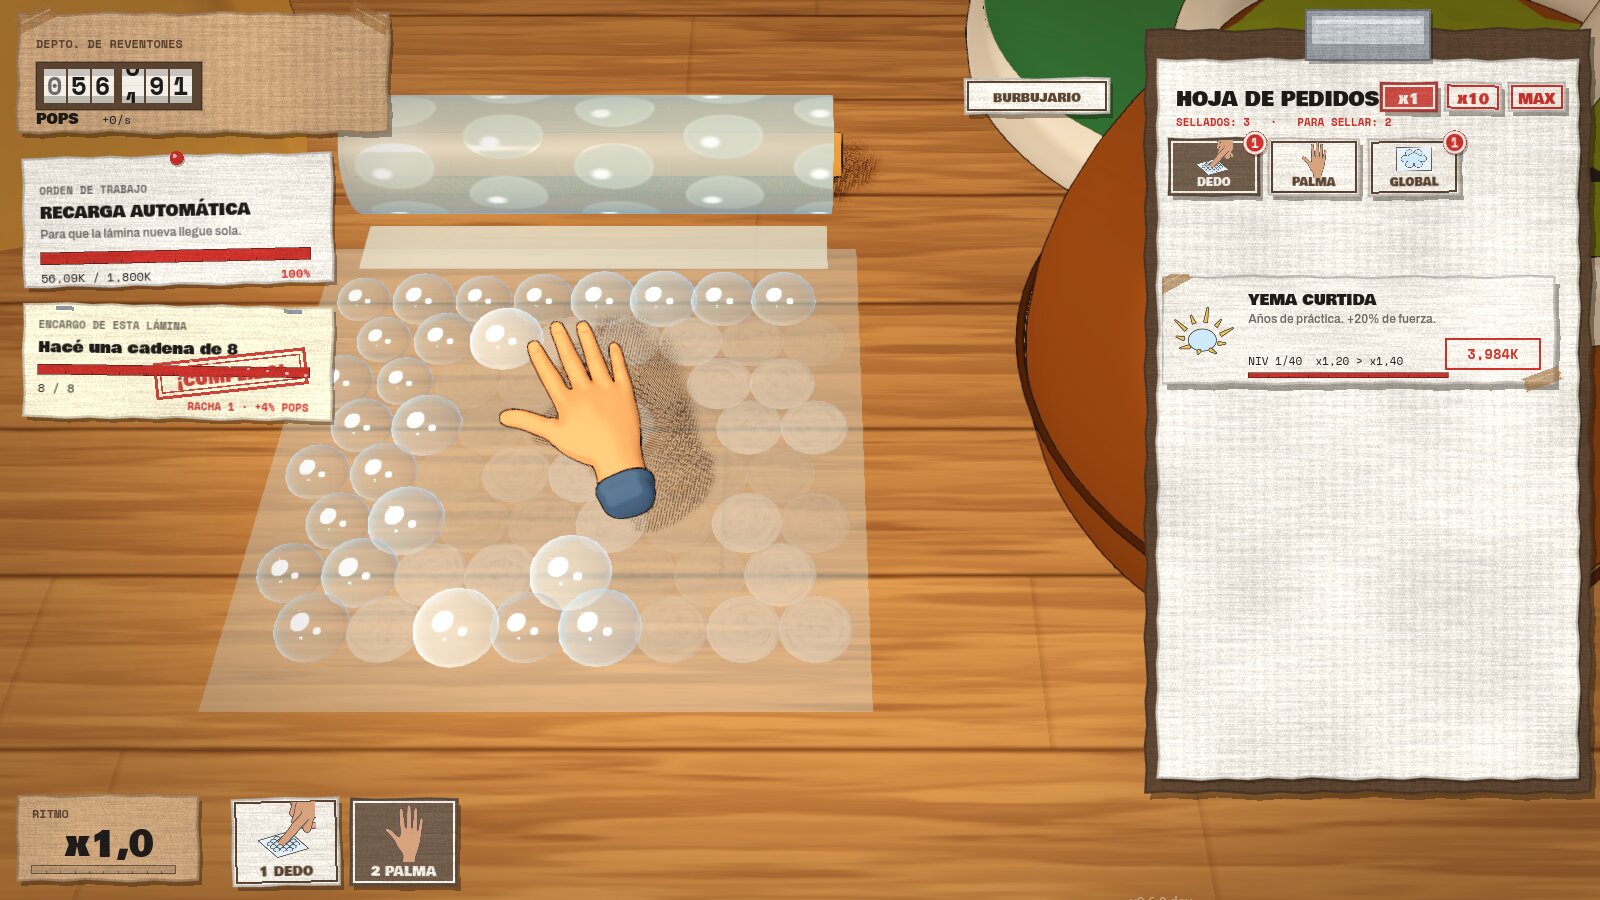 DEPTO. DE REVENTONES
POPS +0/s
ORDEN DE TRABAJO
RECARGA AUTOMÁTICA
Para que la lámina nueva llegue sola.
56,09K / 1,800K 100%
ENCARGO DE ESTA LÁMINA
Hacé una cadena de 8
8 / 8
RACHA 1 · +4% POPS
BURBUJARIO
HOJA DE PEDIDOS x1 x10 MAX
SELLADOS: 3 · PARA SELLAR: 2
1 1
DEDO PALMA GLOBAL
YEMA CURTIDA
Años de práctica. +20% de fuerza.
NIV 1/40 x1,20 > x1,40 3,984K
RITMO
x1,0
1 DEDO 2 PALMA